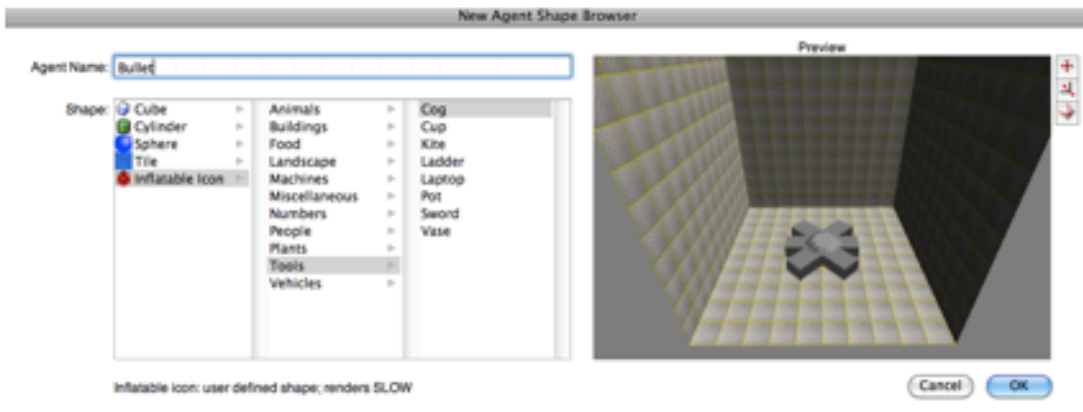 New Agent Shape Browser
Agent Name: Bullet
Preview
Shape:
Cube
Cylinder
Sphere
Tile
Inflatable Icon
Animals
Buildings
Food
Landscape
Machines
Miscellaneous
Numbers
People
Plants
Tools
Vehicles
Cog
Cup
Kite
Ladder
Laptop
Pot
Sword
Vase
Inflatable icon: user defined shape; renders SLOW
Cancel
OK